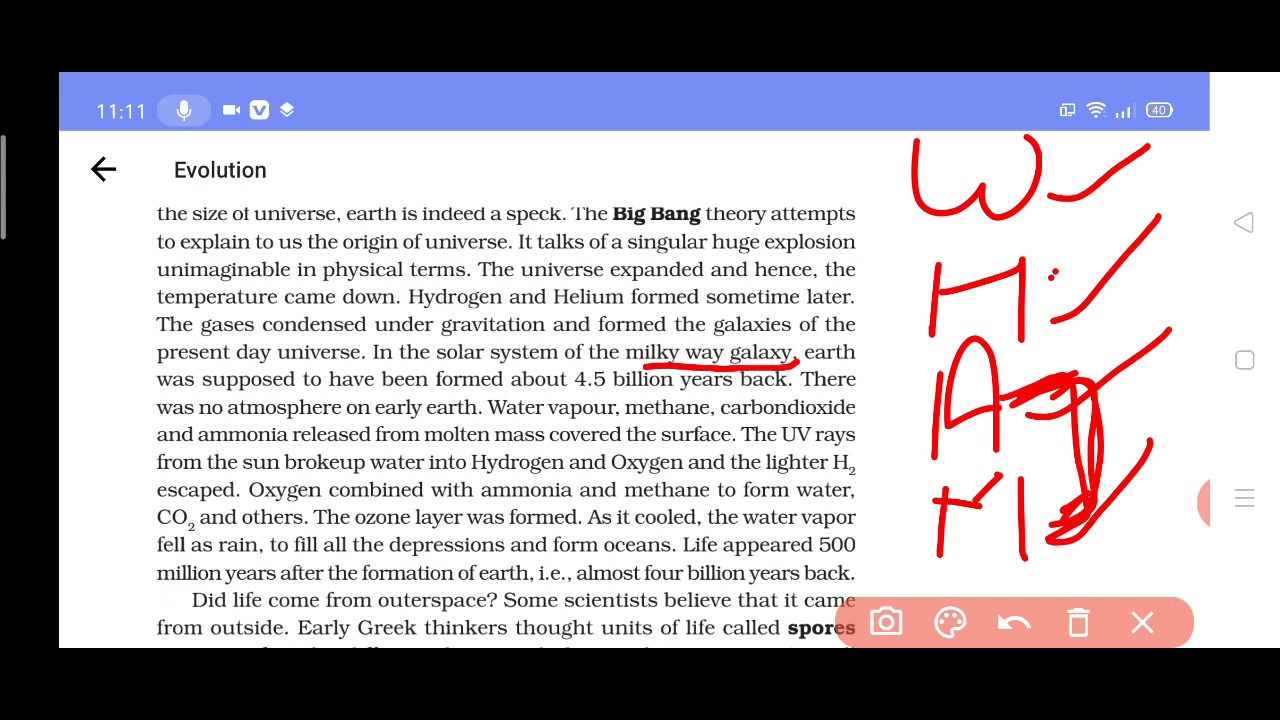 11:11 40
Evolution
the size of universe, earth is indeed a speck. The Big Bang theory attempts
to explain to us the origin of universe. It talks of a singular huge explosion
unimaginable in physical terms. The universe expanded and hence, the
temperature came down. Hydrogen and Helium formed sometime later.
The gases condensed under gravitation and formed the galaxies of the
present day universe. In the solar system of the milky way galaxy, earth
was supposed to have been formed about 4.5 billion years back. There
was no atmosphere on early earth. Water vapour, methane, carbondioxide
and ammonia released from molten mass covered the surface. The UV rays
from the sun brokeup water into Hydrogen and Oxygen and the lighter H₂
escaped. Oxygen combined with ammonia and methane to form water,
CO₂ and others. The ozone layer was formed. As it cooled, the water vapor
fell as rain, to fill all the depressions and form oceans. Life appeared 500
million years after the formation of earth, i.e., almost four billion years back.
Did life come from outerspace? Some scientists believe that it came
from outside. Early Greek thinkers thought units of life called spores
W
H
A
M